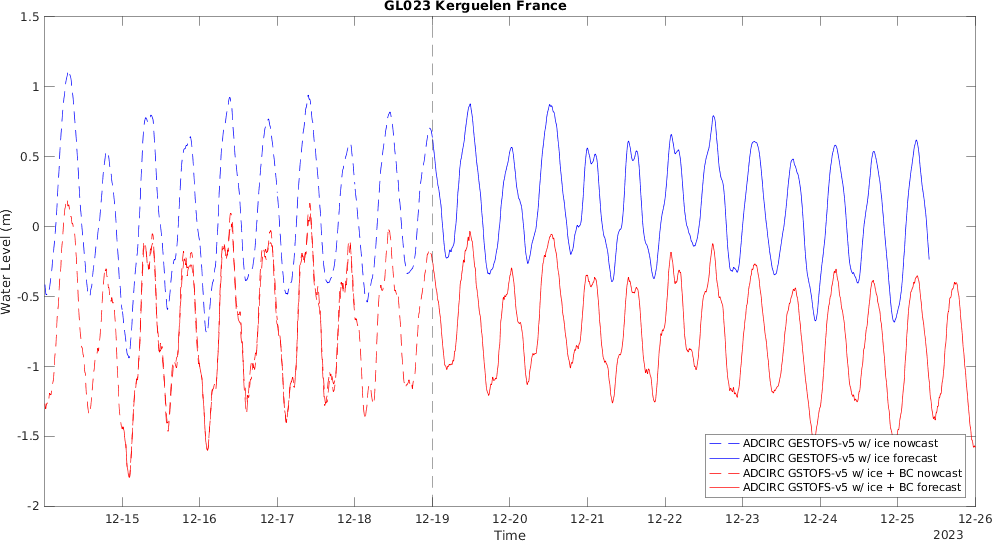 GL023 Kerguelen France
1.5
1
0.5
0
-0.5
-1
-1.5
-2
Water Level (m)
ADCIRC GESTOFS-v5 w/ ice nowcast
ADCIRC GESTOFS-v5 w/ ice forecast
ADCIRC GSTOFS-v5 w/ ice + BC nowcast
ADCIRC GSTOFS-v5 w/ ice + BC forecast
12-15 12-16 12-17 12-18 12-19 12-20 12-21 12-22 12-23 12-24 12-25 12-26
Time
2023